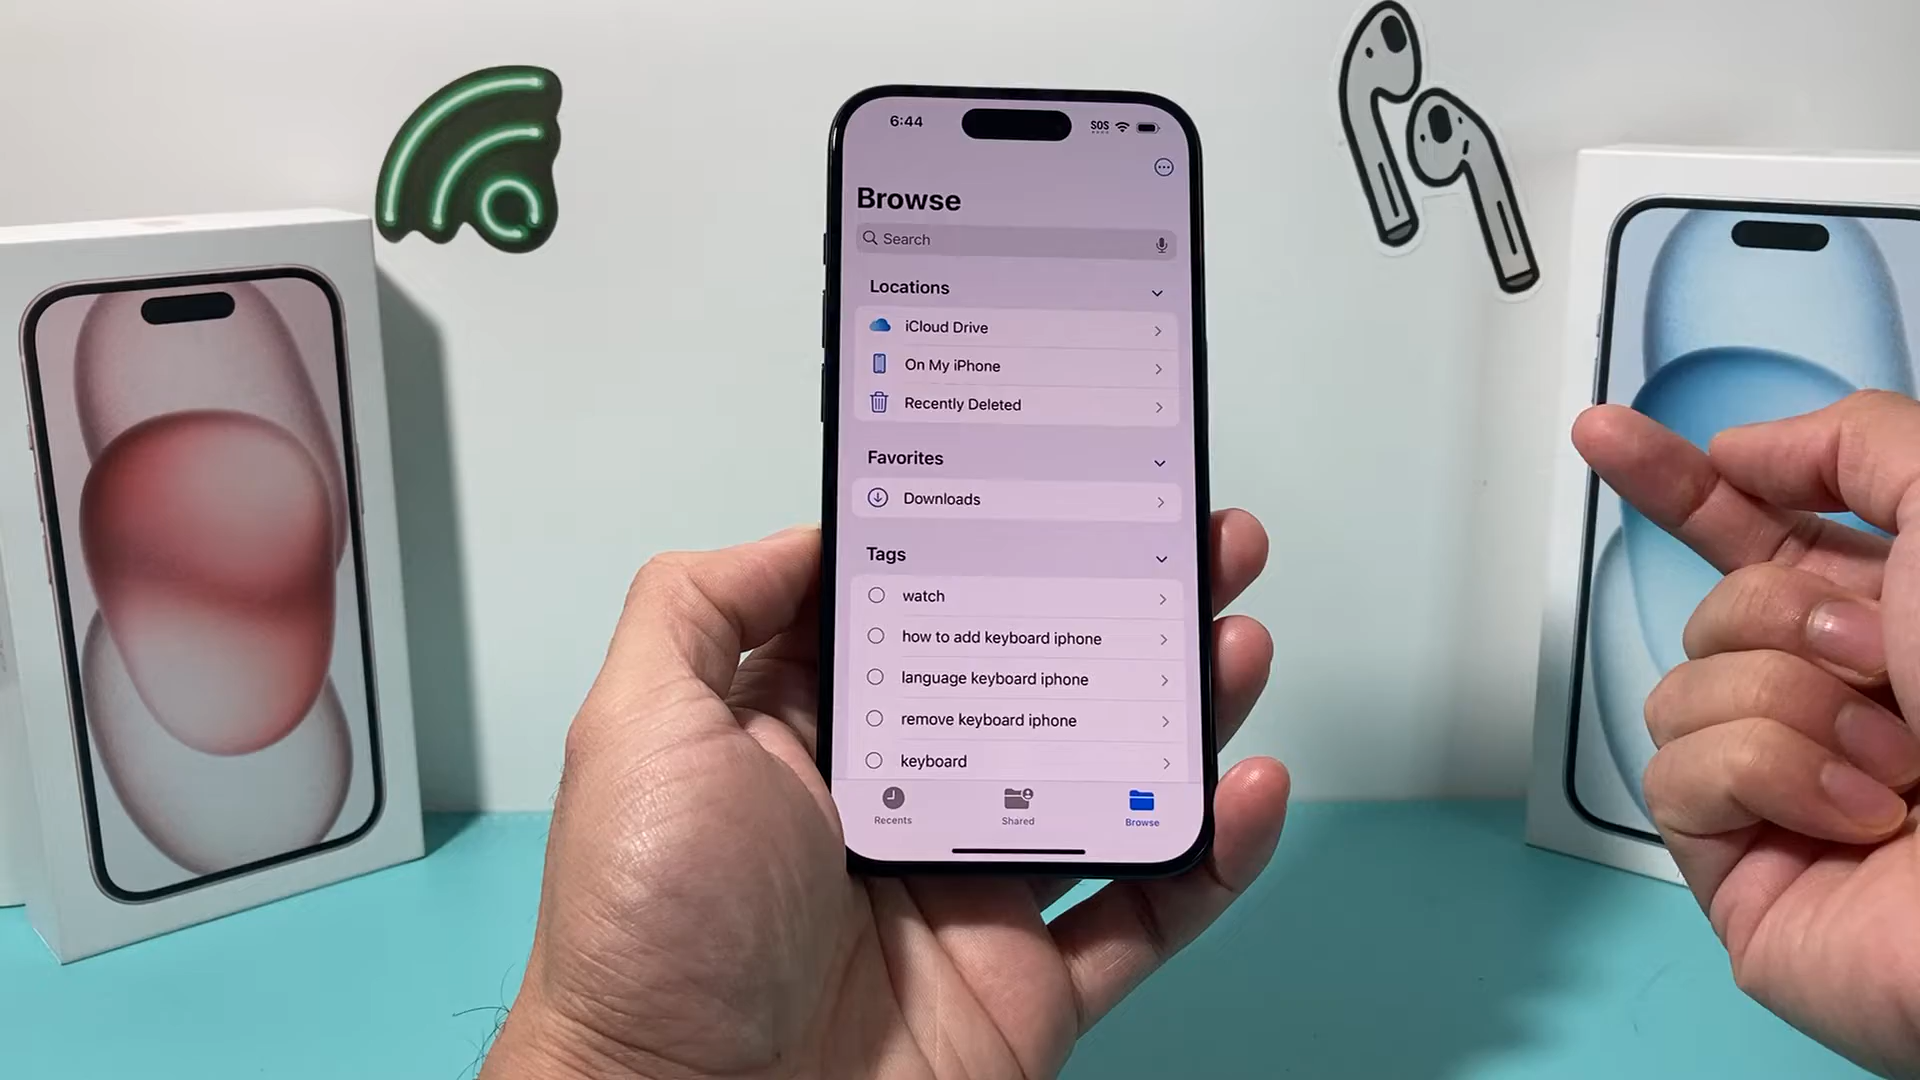 6:44
SOS
Browse
Search
Locations
iCloud Drive
On My iPhone
Recently Deleted
Favorites
Downloads
Tags
watch
how to add keyboard iphone
language keyboard iphone
remove keyboard iphone
keyboard
Recents
Shared
Browse